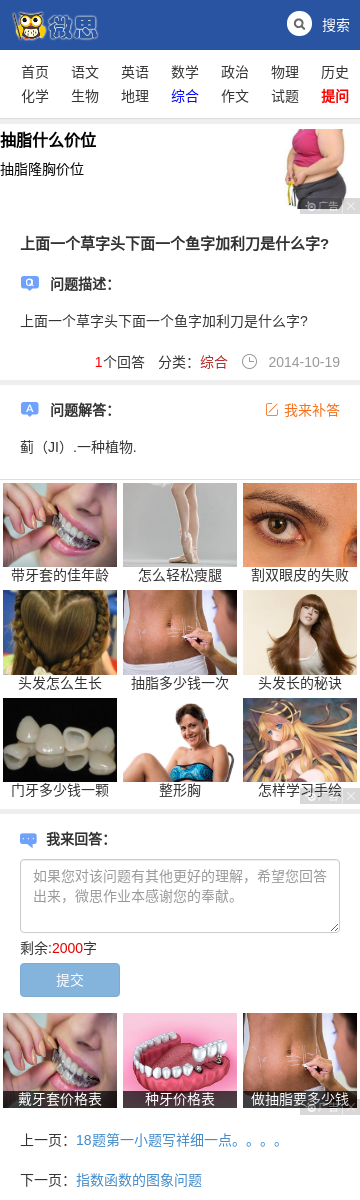 微思
搜索
首页 语文 英语 数学 政治 物理 历史
化学 生物 地理 综合 作文 试题 提问
抽脂什么价位
抽脂隆胸价位
广告
上面一个草字头下面一个鱼字加利刀是什么字?
问题描述:
上面一个草字头下面一个鱼字加利刀是什么字?
1个回答 分类：综合 2014-10-19
问题解答:
我来补答
蓟（JI）.一种植物.
带牙套的佳年龄 怎么轻松瘦腿 割双眼皮的失败
头发怎么生长 抽脂多少钱一次 头发长的秘诀
门牙多少钱一颗 整形胸 怎样学习手绘
广告
我来回答:
如果您对该问题有其他更好的理解，希望您回答
出来，微思作业本感谢您的奉献。
剩余:2000字
提交
戴牙套价格表 种牙价格表 做抽脂要多少钱
广告
上一页：18题第一小题写祥细一点。。。。
下一页：指数函数的图象问题